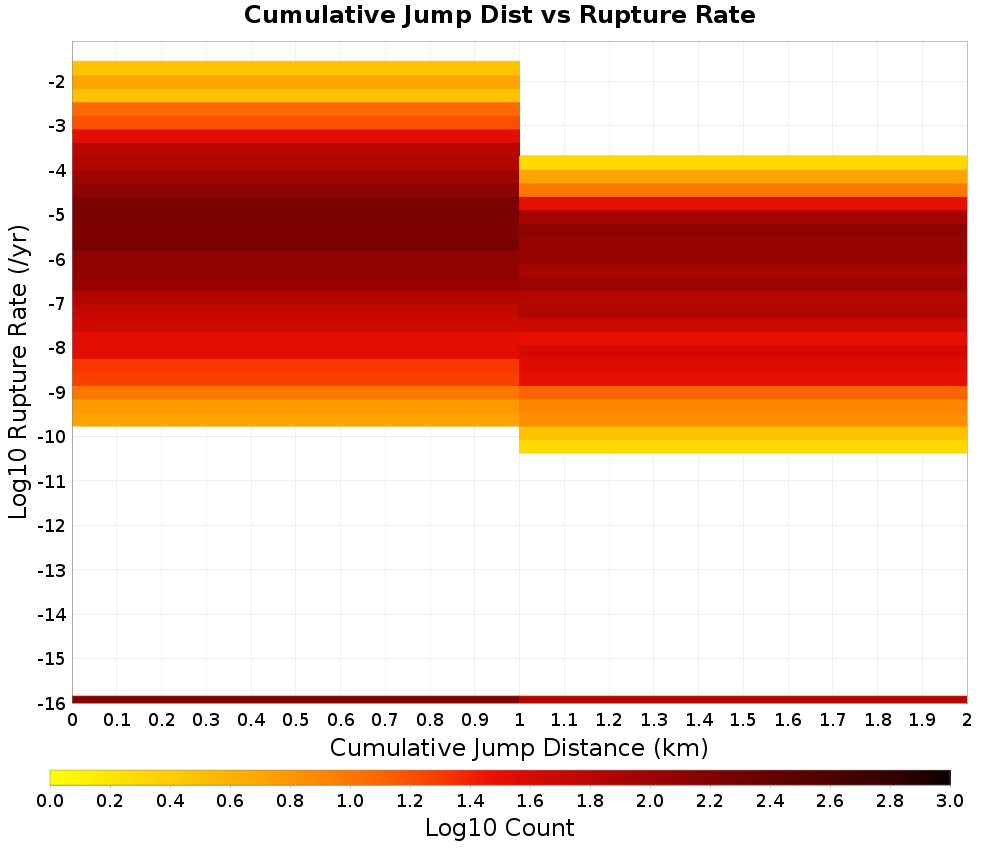 Cumulative Jump Dist vs Rupture Rate
Log10 Rupture Rate (/yr)
-2
-3
-4
-5
-6
-7
-8
-9
-10
-11
-12
-13
-14
-15
-16
0 0.1 0.2 0.3 0.4 0.5 0.6 0.7 0.8 0.9 1 1.1 1.2 1.3 1.4 1.5 1.6 1.7 1.8 1.9 2
Cumulative Jump Distance (km)
0.0 0.2 0.4 0.6 0.8 1.0 1.2 1.4 1.6 1.8 2.0 2.2 2.4 2.6 2.8 3.0
Log10 Count